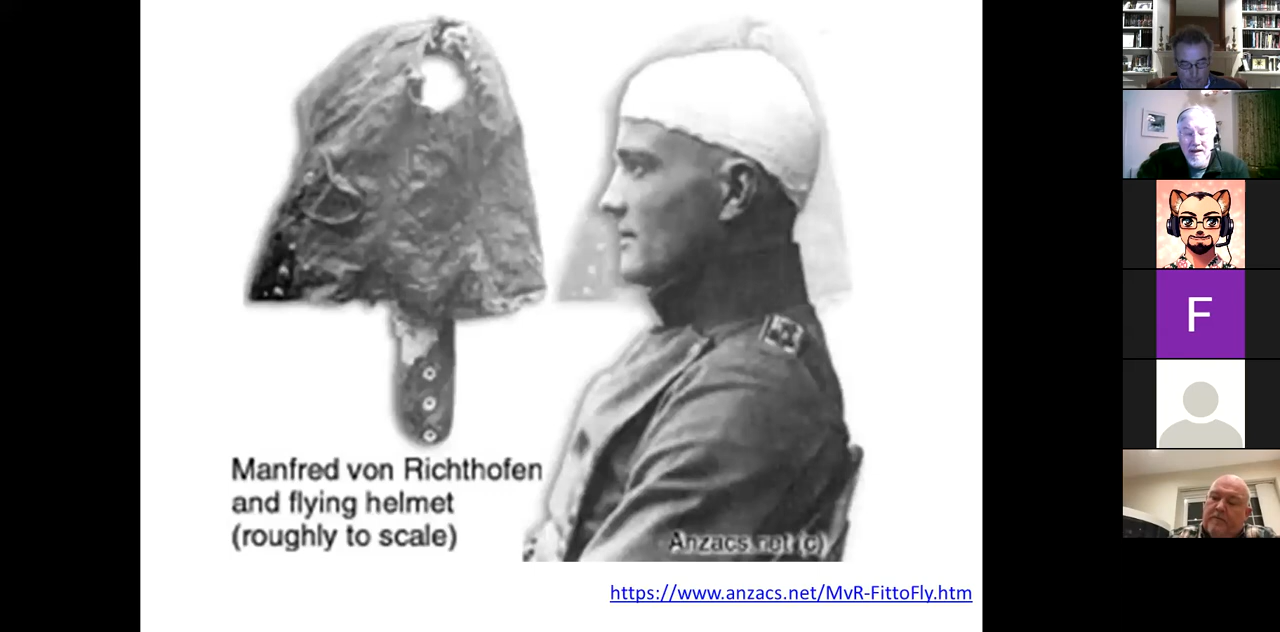 Manfred von Richthofen
and flying helmet
(roughly to scale)
Anzacs.net (c)
https://www.anzacs.net/MvR-FittoFly.htm
F